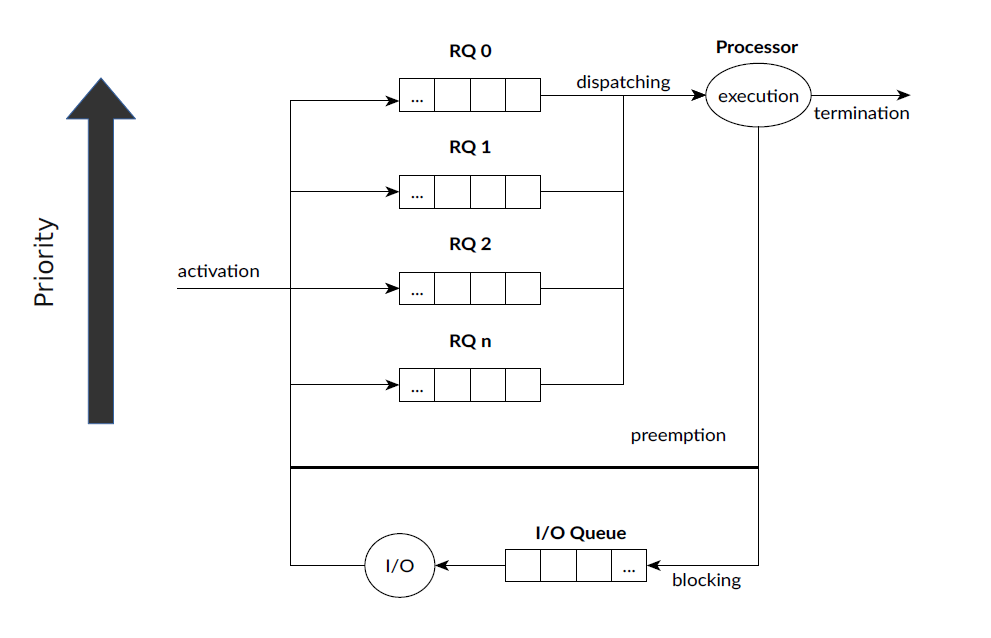 RQ 0
Processor
...
dispatching
execution
termination
RQ 1
...
RQ 2
Priority
activation
...
RQ n
...
preemption
I/O Queue
I/O
...
blocking